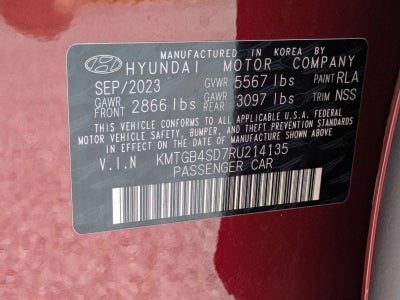 MANUFACTURED IN KOREA BY
HYUNDAI MOTOR COMPANY
SEP/2023 GVWR 5567 lbs PAINT RLA
GAWR FRONT 2866 lbs GAWR REAR 3097 lbs TRIM NSS
THIS VEHICLE CONFORMS TO ALL APPLICABLE U.S.A FEDERAL
MOTOR VEHICLE SAFETY, BUMPER, AND THEFT PREVENTION
STANDARDS IN EFFECT ON THE DATE OF MANUFACTURE SHOWN ABOVE.
V.I.N KMTGB4SD7RU214135
PASSENGER CAR